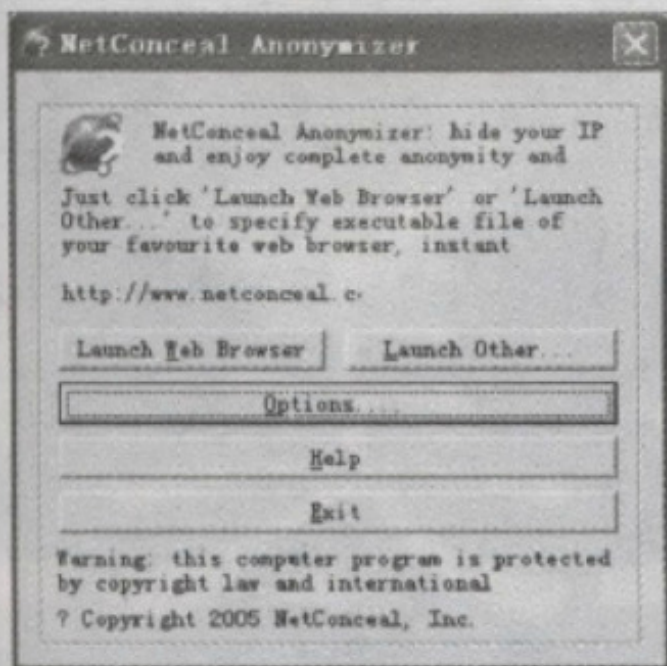 ? NetConceal Anonymizer
NetConceal Anonymizer: hide your IP
and enjoy complete anonymity and
Just click 'Launch Web Browser' or 'Launch
Other...' to specify executable file of
your favourite web browser, instant
http://www.netconceal.c
Launch Web Browser
Launch Other...
Options....
Help
Exit
Warning: this computer program is protected
by copyright law and international
? Copyright 2005 NetConceal, Inc.